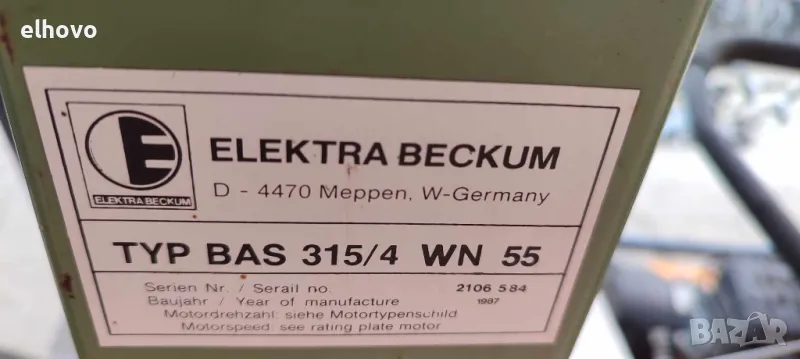 elhovo
E
ELEKTRA BECKUM
ELEKTRA BECKUM
D - 4470 Meppen, W-Germany
TYP BAS 315/4 WN 55
Serien Nr. / Serail no. 2106 584
Baujahr / Year of manufacture 1987
Motordrehzahl: siehe Motortypenschild
Motorspeed: see rating plate motor
BAZAR